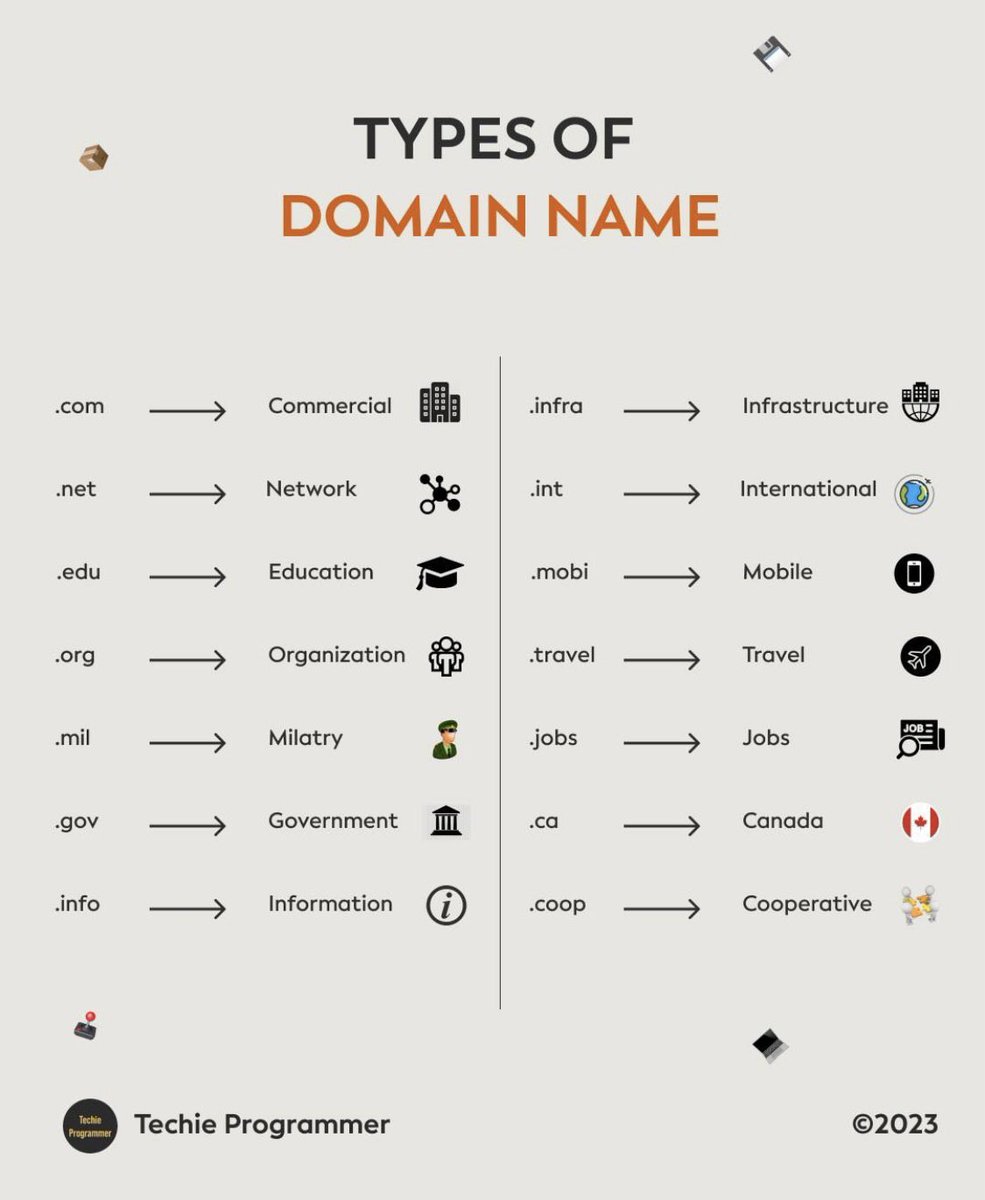 TYPES OF
DOMAIN NAME
.com Commercial
.net Network
.edu Education
.org Organization
.mil Milatry
.gov Government
.info Information
.infra Infrastructure
.int International
.mobi Mobile
.travel Travel
.jobs Jobs
JOB
.ca Canada
.coop Cooperative
Techie
Programmer
Techie Programmer
©2023